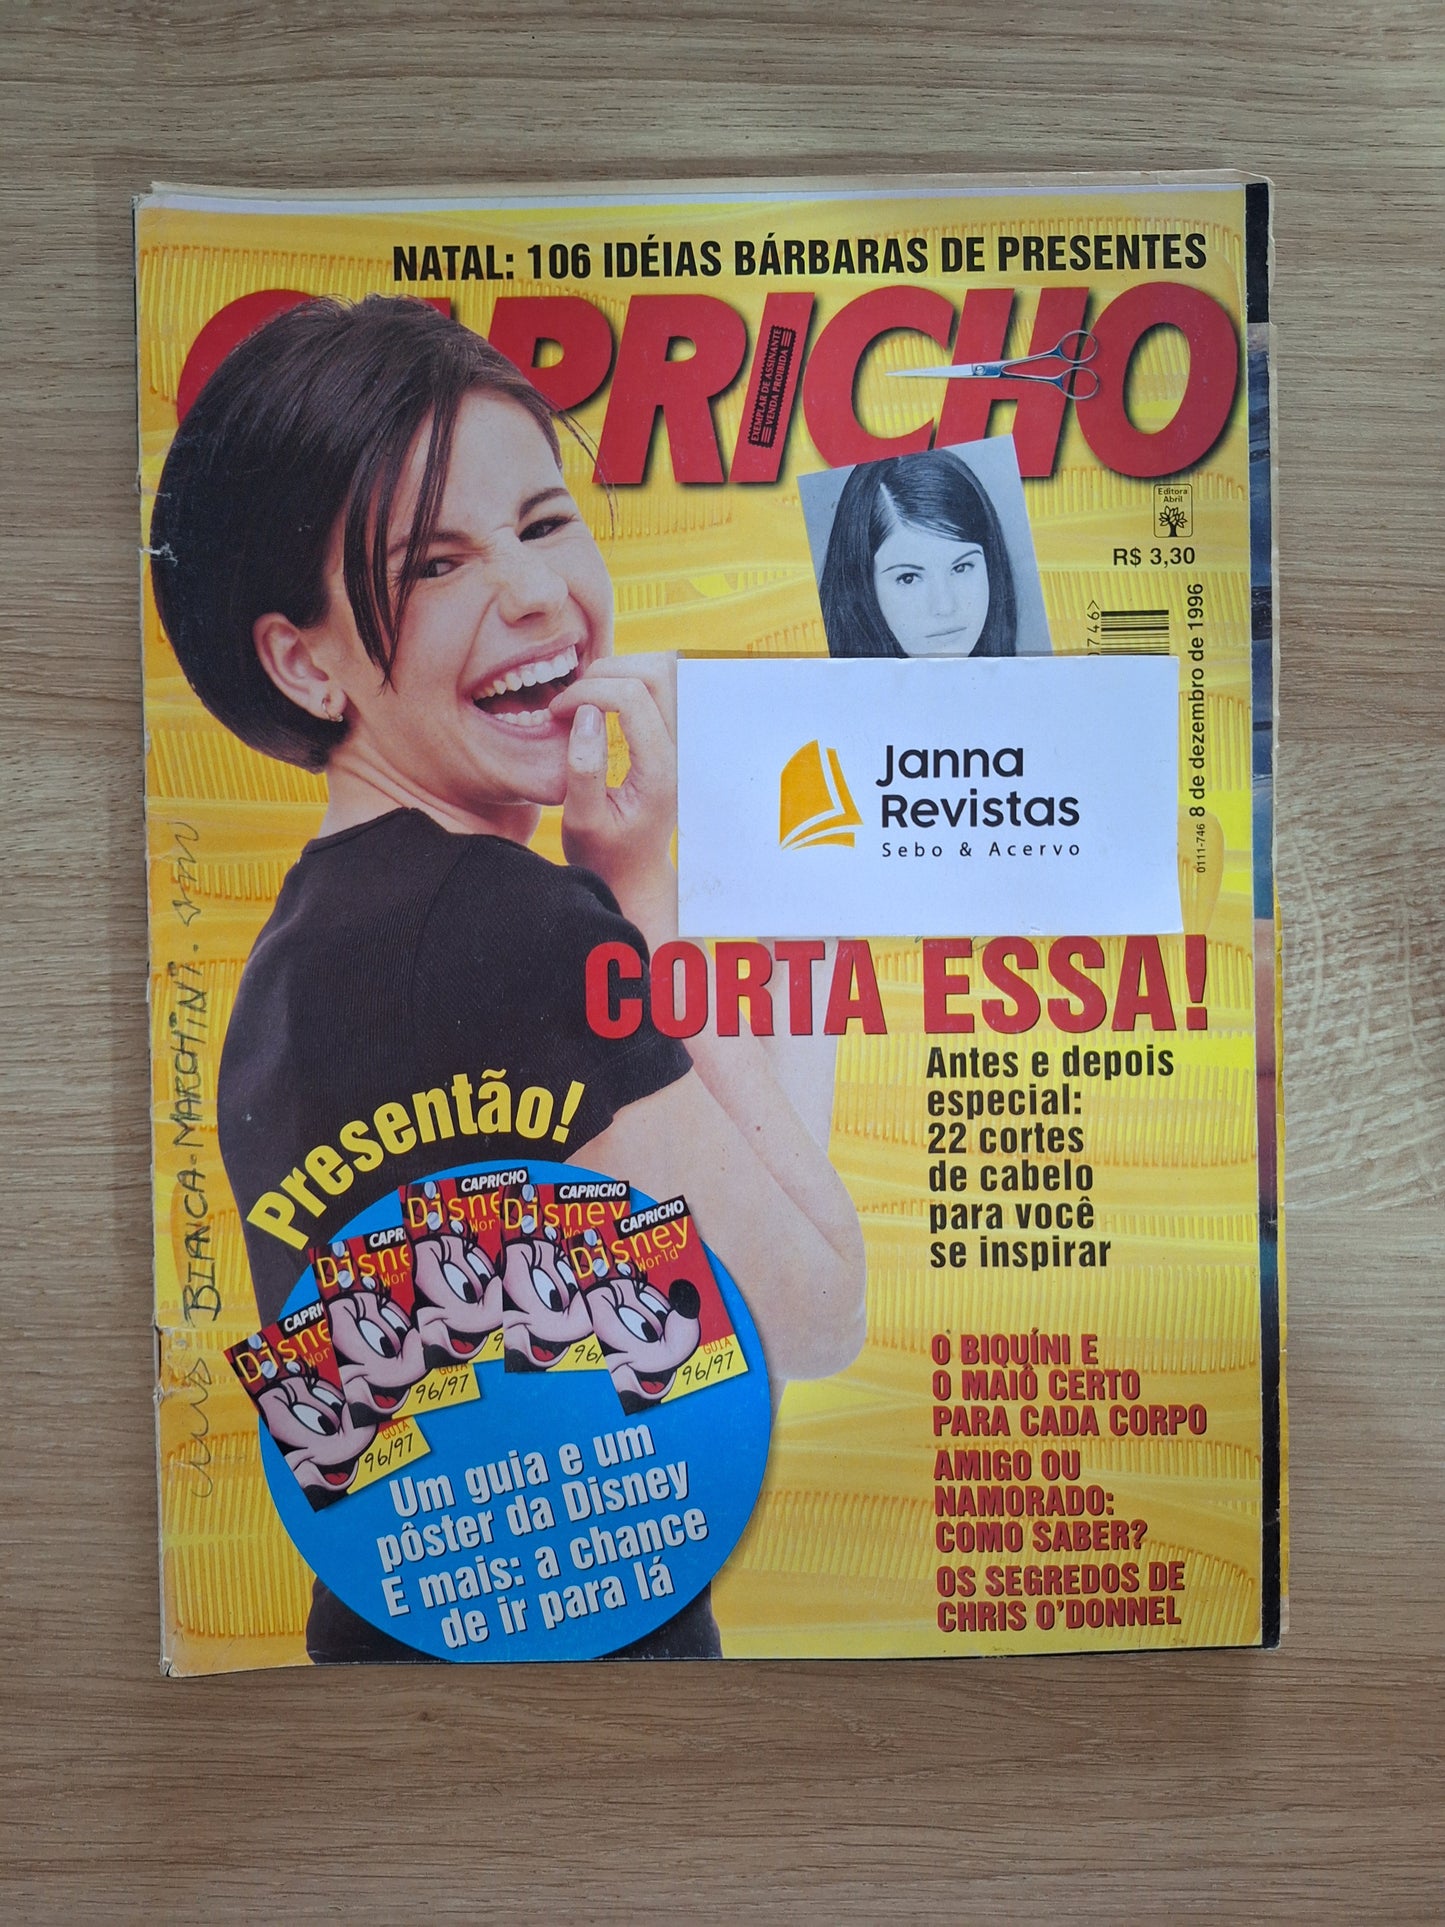 NATAL: 106 IDÉIAS BÁRBARAS DE PRESENTES
CAPRICHO
EXEMPLAR DE ASSINANTE
VENDA PROIBIDA
Editora
Abril
R$ 3,30
746>
0111-746 8 de dezembro de 1996
Janna
Revistas
Sebo & Acervo
CORTA ESSA!
Antes e depois
especial:
22 cortes
de cabelo
para você
se inspirar
BIANCA MARCHINI
Presentão!
CAPRICHO
Disney
World
GUIA
96/97
Um guia e um
pôster da Disney
E mais: a chance
de ir para lá
O BIQUÍNI E
O MAIÔ CERTO
PARA CADA CORPO
AMIGO OU
NAMORADO:
COMO SABER?
OS SEGREDOS DE
CHRIS O'DONNEL